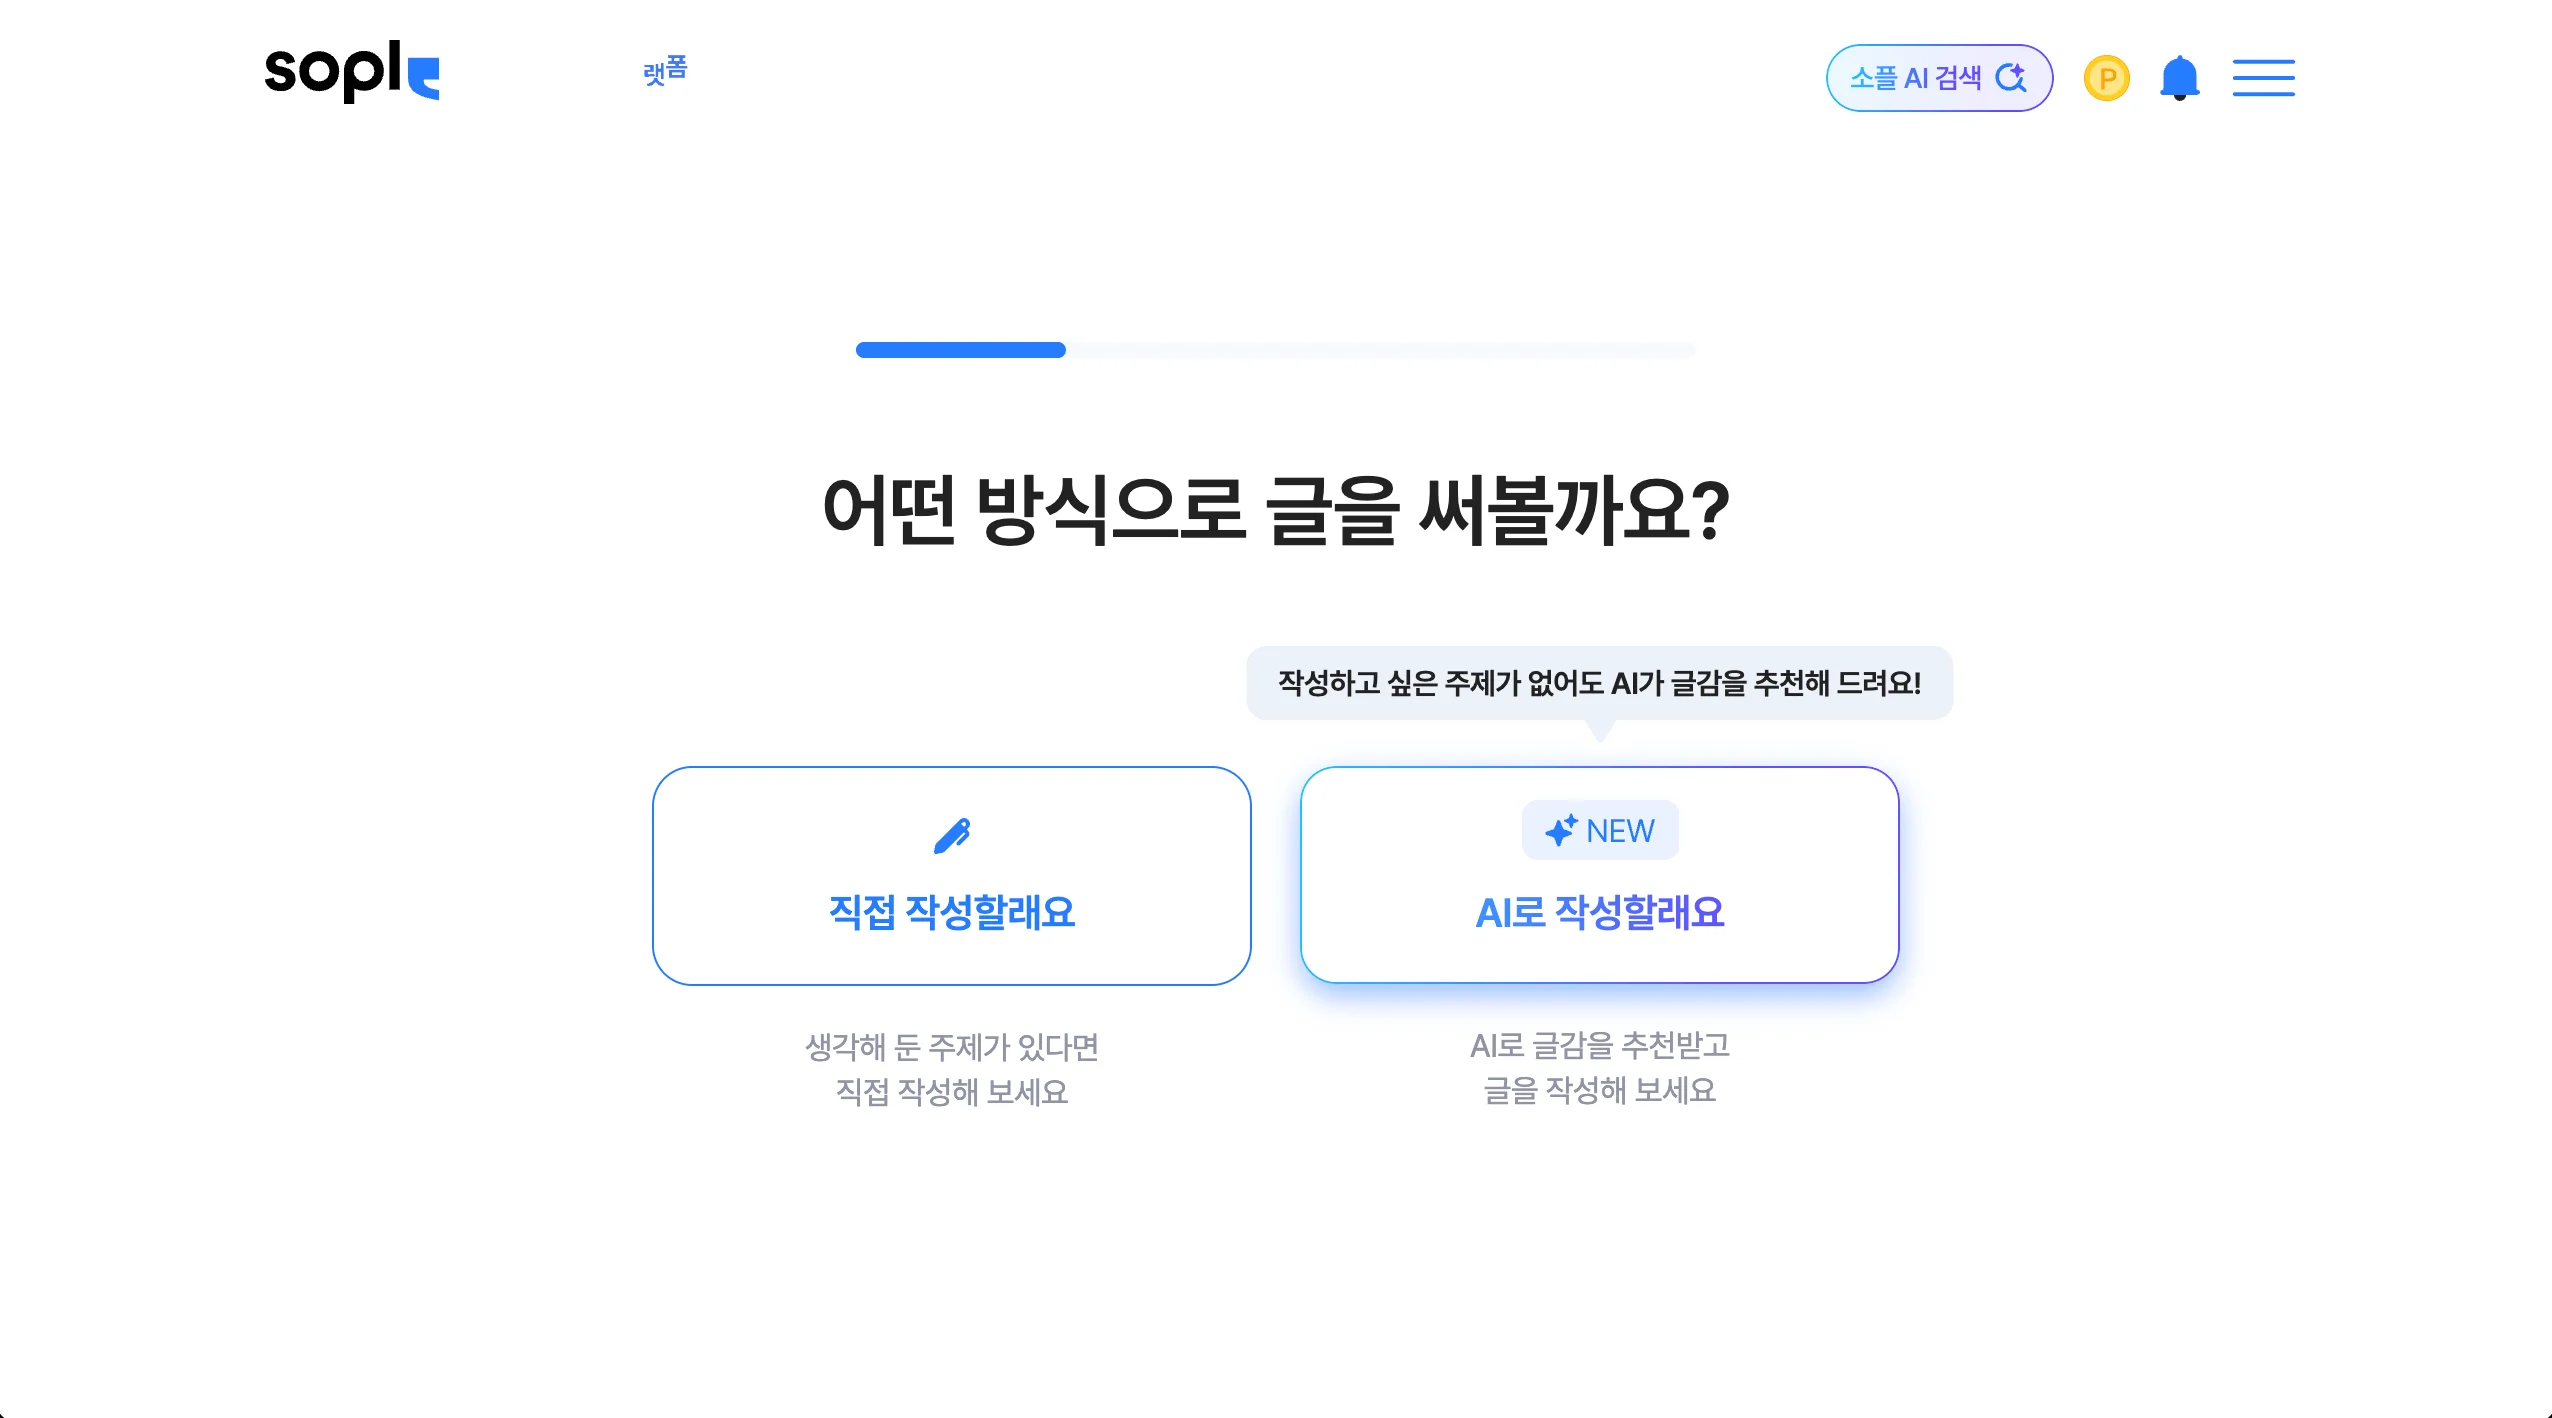 sople
랫폼
소플 AI 검색
P
어떤 방식으로 글을 써볼까요?
작성하고 싶은 주제가 없어도 AI가 글감을 추천해 드려요!
직접 작성할래요
NEW
AI로 작성할래요
생각해 둔 주제가 있다면
직접 작성해 보세요
AI로 글감을 추천받고
글을 작성해 보세요